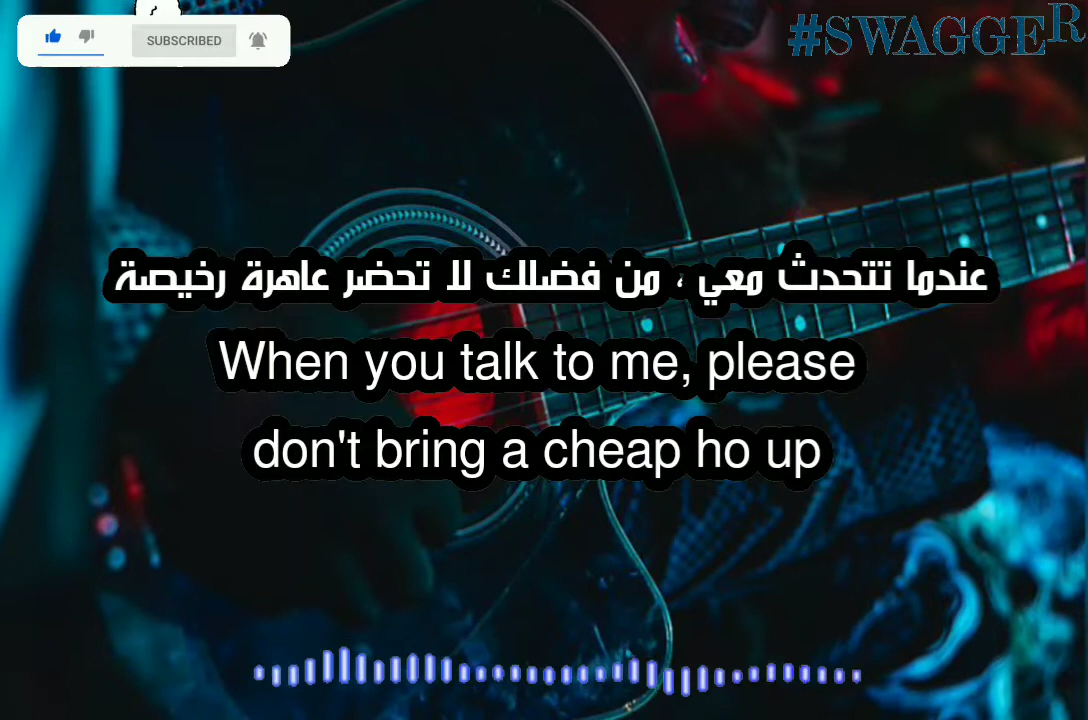 SUBSCRIBED
#SWAGGER
عندما تتحدث معي ، من فضلك لا تحضر عاهرة رخيصة
When you talk to me, please
don't bring a cheap ho up